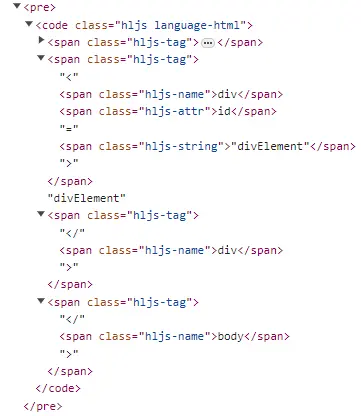 <pre>
<code class="hljs language-html">
<span class="hljs-tag"> … </span>
<span class="hljs-tag">
"<"
<span class="hljs-name">div</span>
<span class="hljs-attr">id</span>
"="
<span class="hljs-string">"divElement"</span>
">"
</span>
"divElement"
<span class="hljs-tag">
"</"
<span class="hljs-name">div</span>
">"
</span>
<span class="hljs-tag">
"</"
<span class="hljs-name">body</span>
">"
</span>
</code>
</pre>